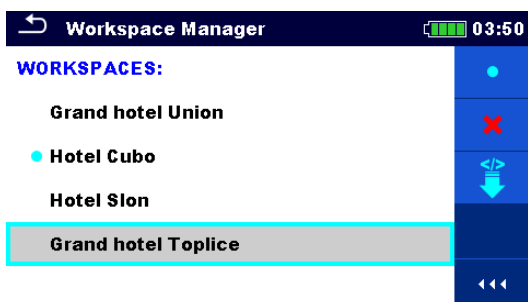 Workspace Manager
03:50
WORKSPACES:
Grand hotel Union
Hotel Cubo
Hotel Slon
Grand hotel Toplice
</>